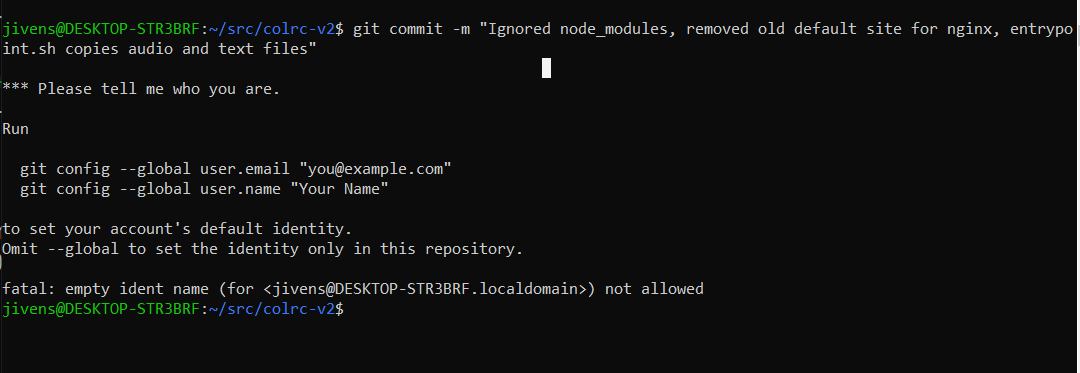 jivens@DESKTOP-STR3BRF:~/src/colrc-v2$ git commit -m "Ignored node_modules, removed old default site for nginx, entrypo
int.sh copies audio and text files"
*** Please tell me who you are.
Run
  git config --global user.email "you@example.com"
  git config --global user.name "Your Name"
to set your account's default identity.
Omit --global to set the identity only in this repository.
fatal: empty ident name (for <jivens@DESKTOP-STR3BRF.localdomain>) not allowed
jivens@DESKTOP-STR3BRF:~/src/colrc-v2$